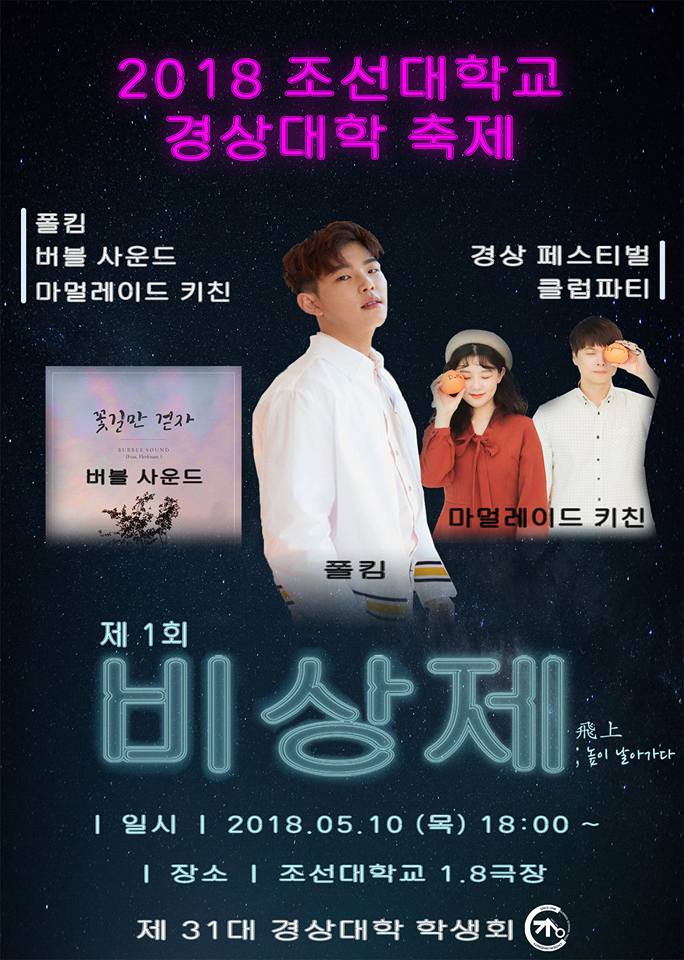 2018 조선대학교
경상대학 축제
폴킴
버블 사운드
마멀레이드 키친
경상 페스티벌
클럽파티
꽃길만 걷자
BUBBLE SOUND
버블 사운드
마멀레이드 키친
폴킴
제 1회
비상제
飛上
; 높이 날아가다
| 일시 | 2018.05.10 (목) 18:00 ~
| 장소 | 조선대학교 1.8극장
제 31대 경상대학 학생회